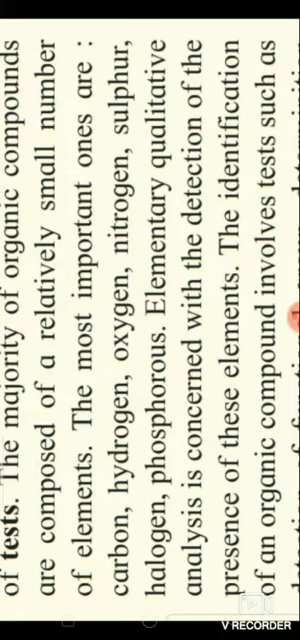 of tests. The majority of organic compounds
are composed of a relatively small number
of elements. The most important ones are :
carbon, hydrogen, oxygen, nitrogen, sulphur,
halogen, phosphorous. Elementary qualitative
analysis is concerned with the detection of the
presence of these elements. The identification
of an organic compound involves tests such as
V RECORDER